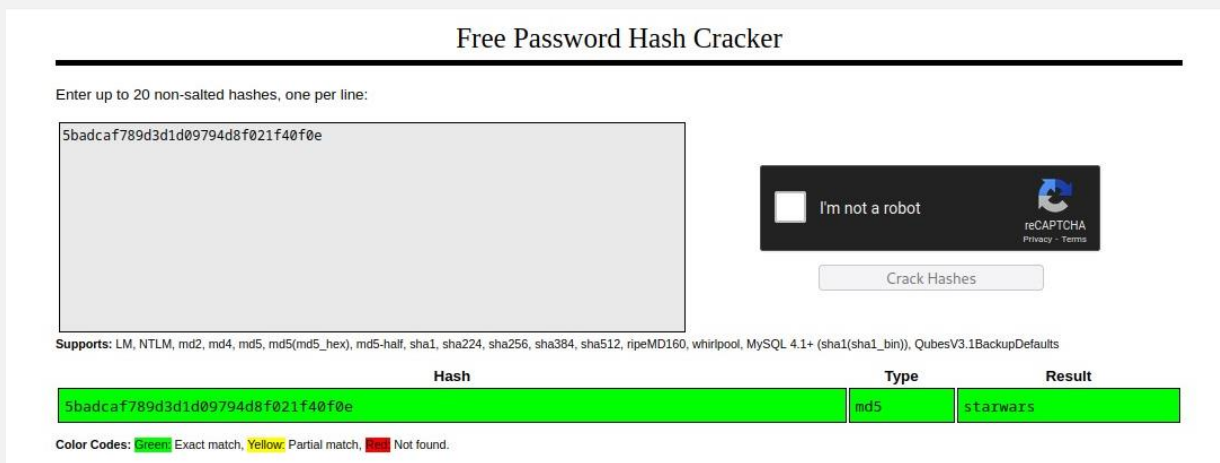 Free Password Hash Cracker
Enter up to 20 non-salted hashes, one per line:
5badcaf789d3d1d09794d8f021f40f0e
I'm not a robot
reCAPTCHA
Privacy - Terms
Crack Hashes
Supports: LM, NTLM, md2, md4, md5, md5(md5_hex), md5-half, sha1, sha224, sha256, sha384, sha512, ripeMD160, whirlpool, MySQL 4.1+ (sha1(sha1_bin)), QubesV3.1BackupDefaults
Hash Type Result
5badcaf789d3d1d09794d8f021f40f0e md5 starwars
Color Codes: Green: Exact match, Yellow: Partial match, Red: Not found.